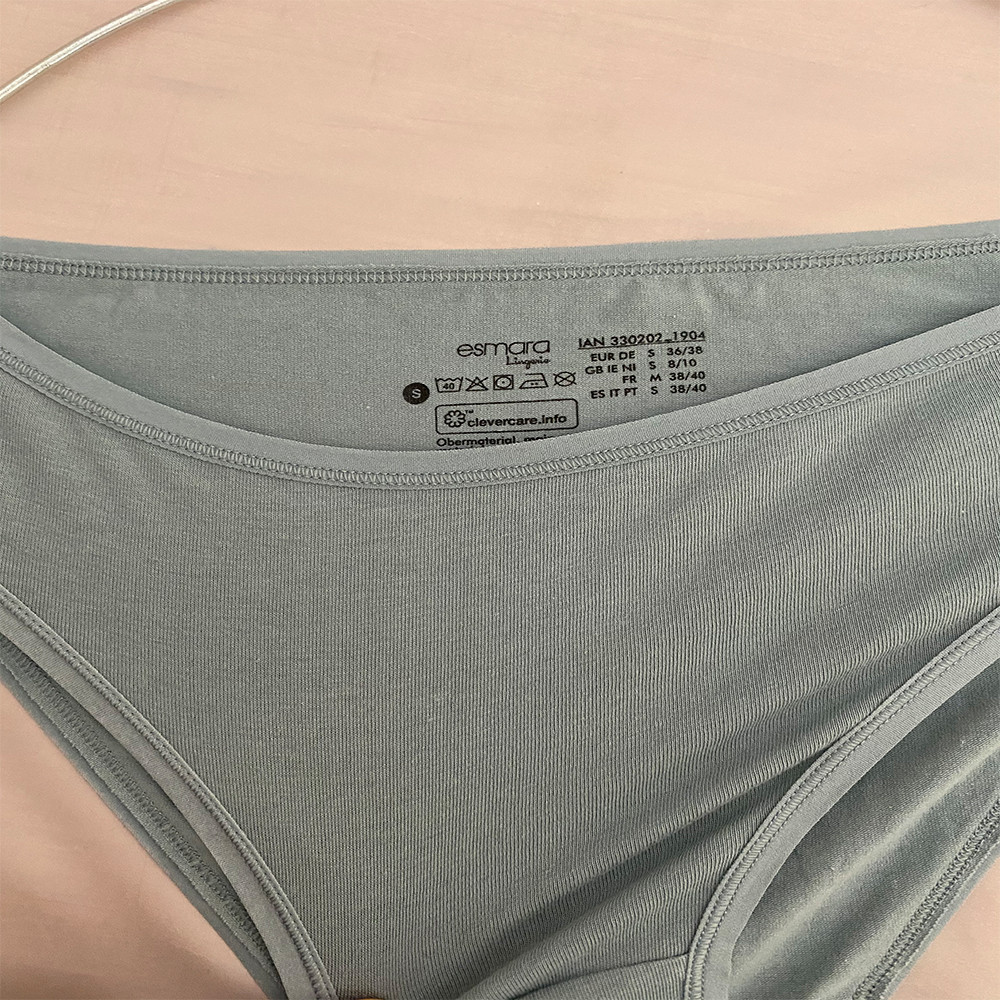 esmara
Lingerie
S 40
clevercare.info
Obermaterial,
IAN 330202_1904
EUR DE S 36/38
GB IE NI S 8/10
FR M 38/40
ES IT PT S 38/40